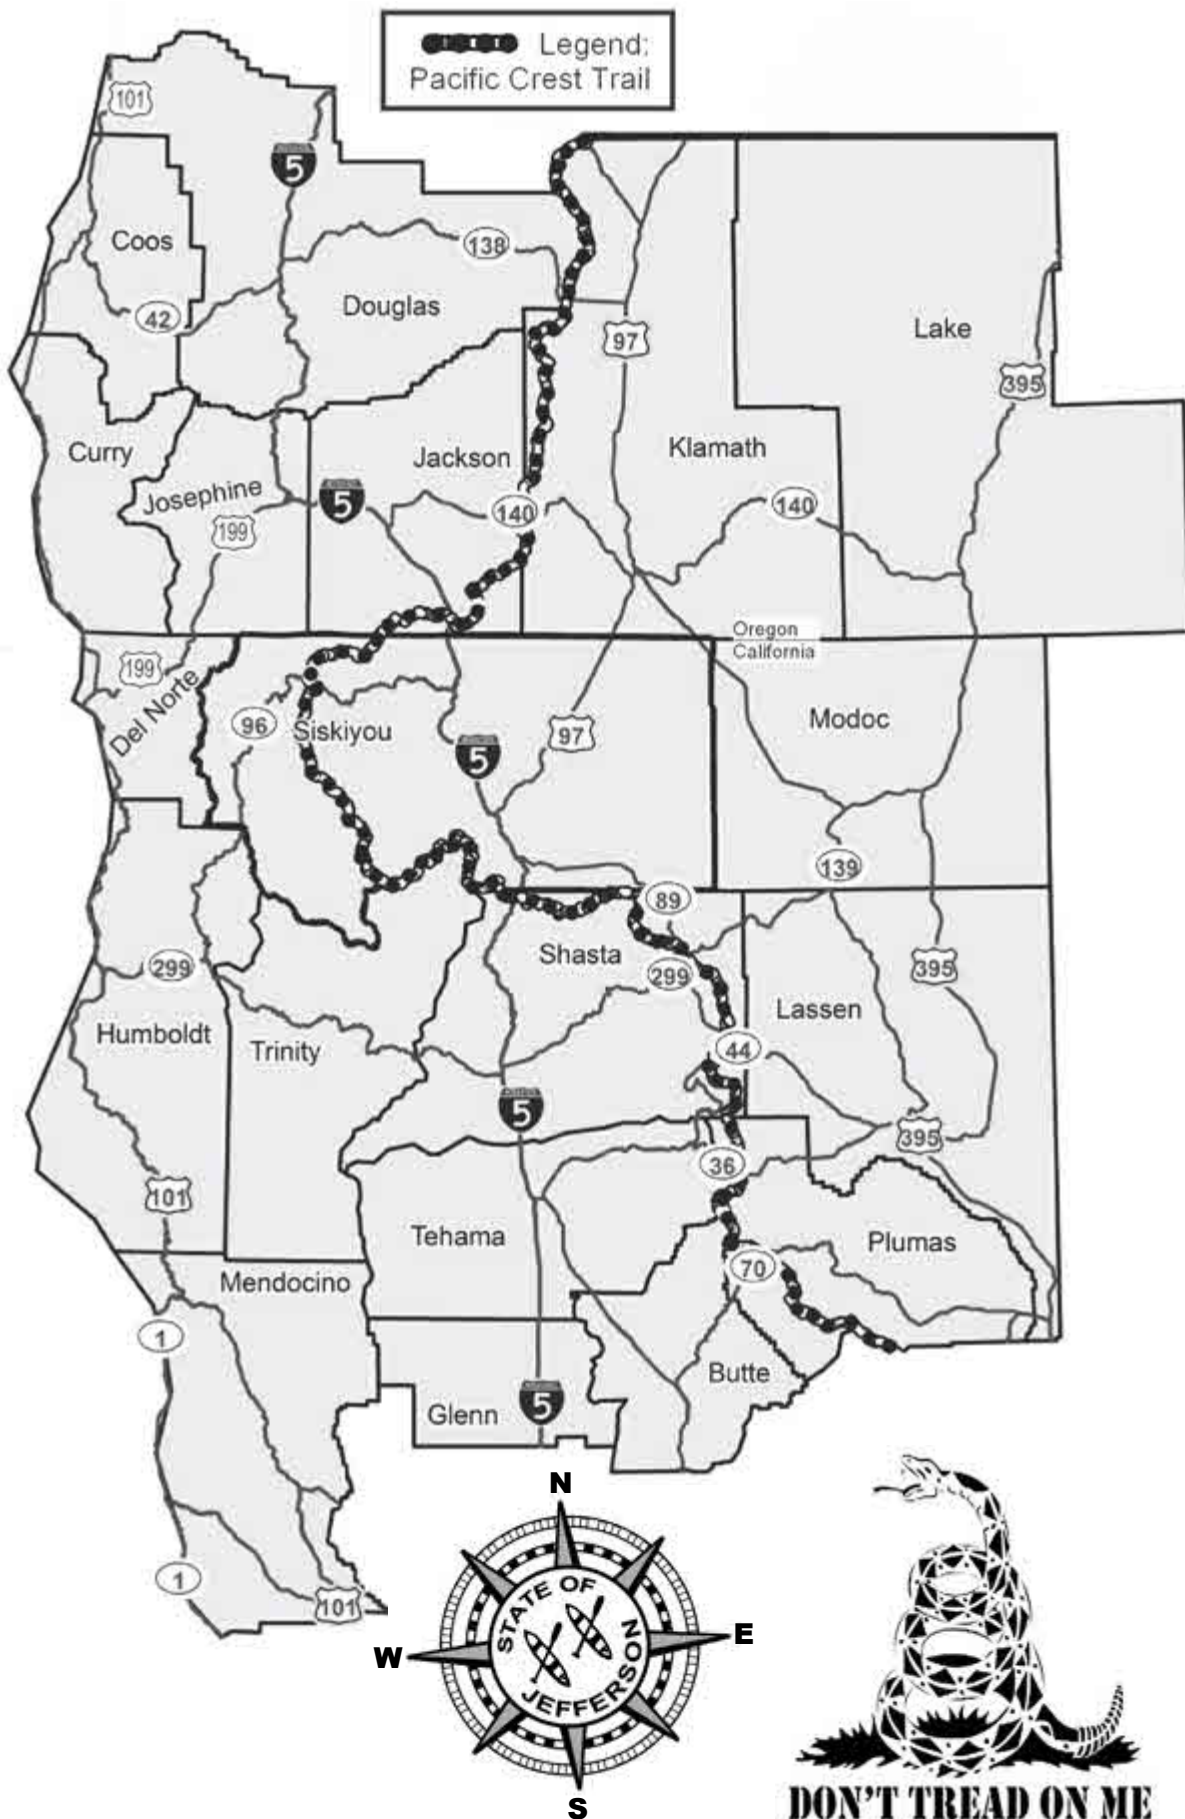 Legend:
Pacific Crest Trail
101
5
Coos
138
42
Douglas
97
Lake
395
Curry
Jackson
Klamath
Josephine
5
140
140
199
Oregon
California
199
Del Norte
96
Siskiyou
97
Modoc
5
139
89
Shasta
299
299
395
Lassen
Humboldt
Trinity
44
5
395
36
101
Tehama
Plumas
70
Mendocino
1
Butte
5
Glenn
1
101
N
W
E
S
STATE OF
JEFFERSON
DON'T TREAD ON ME